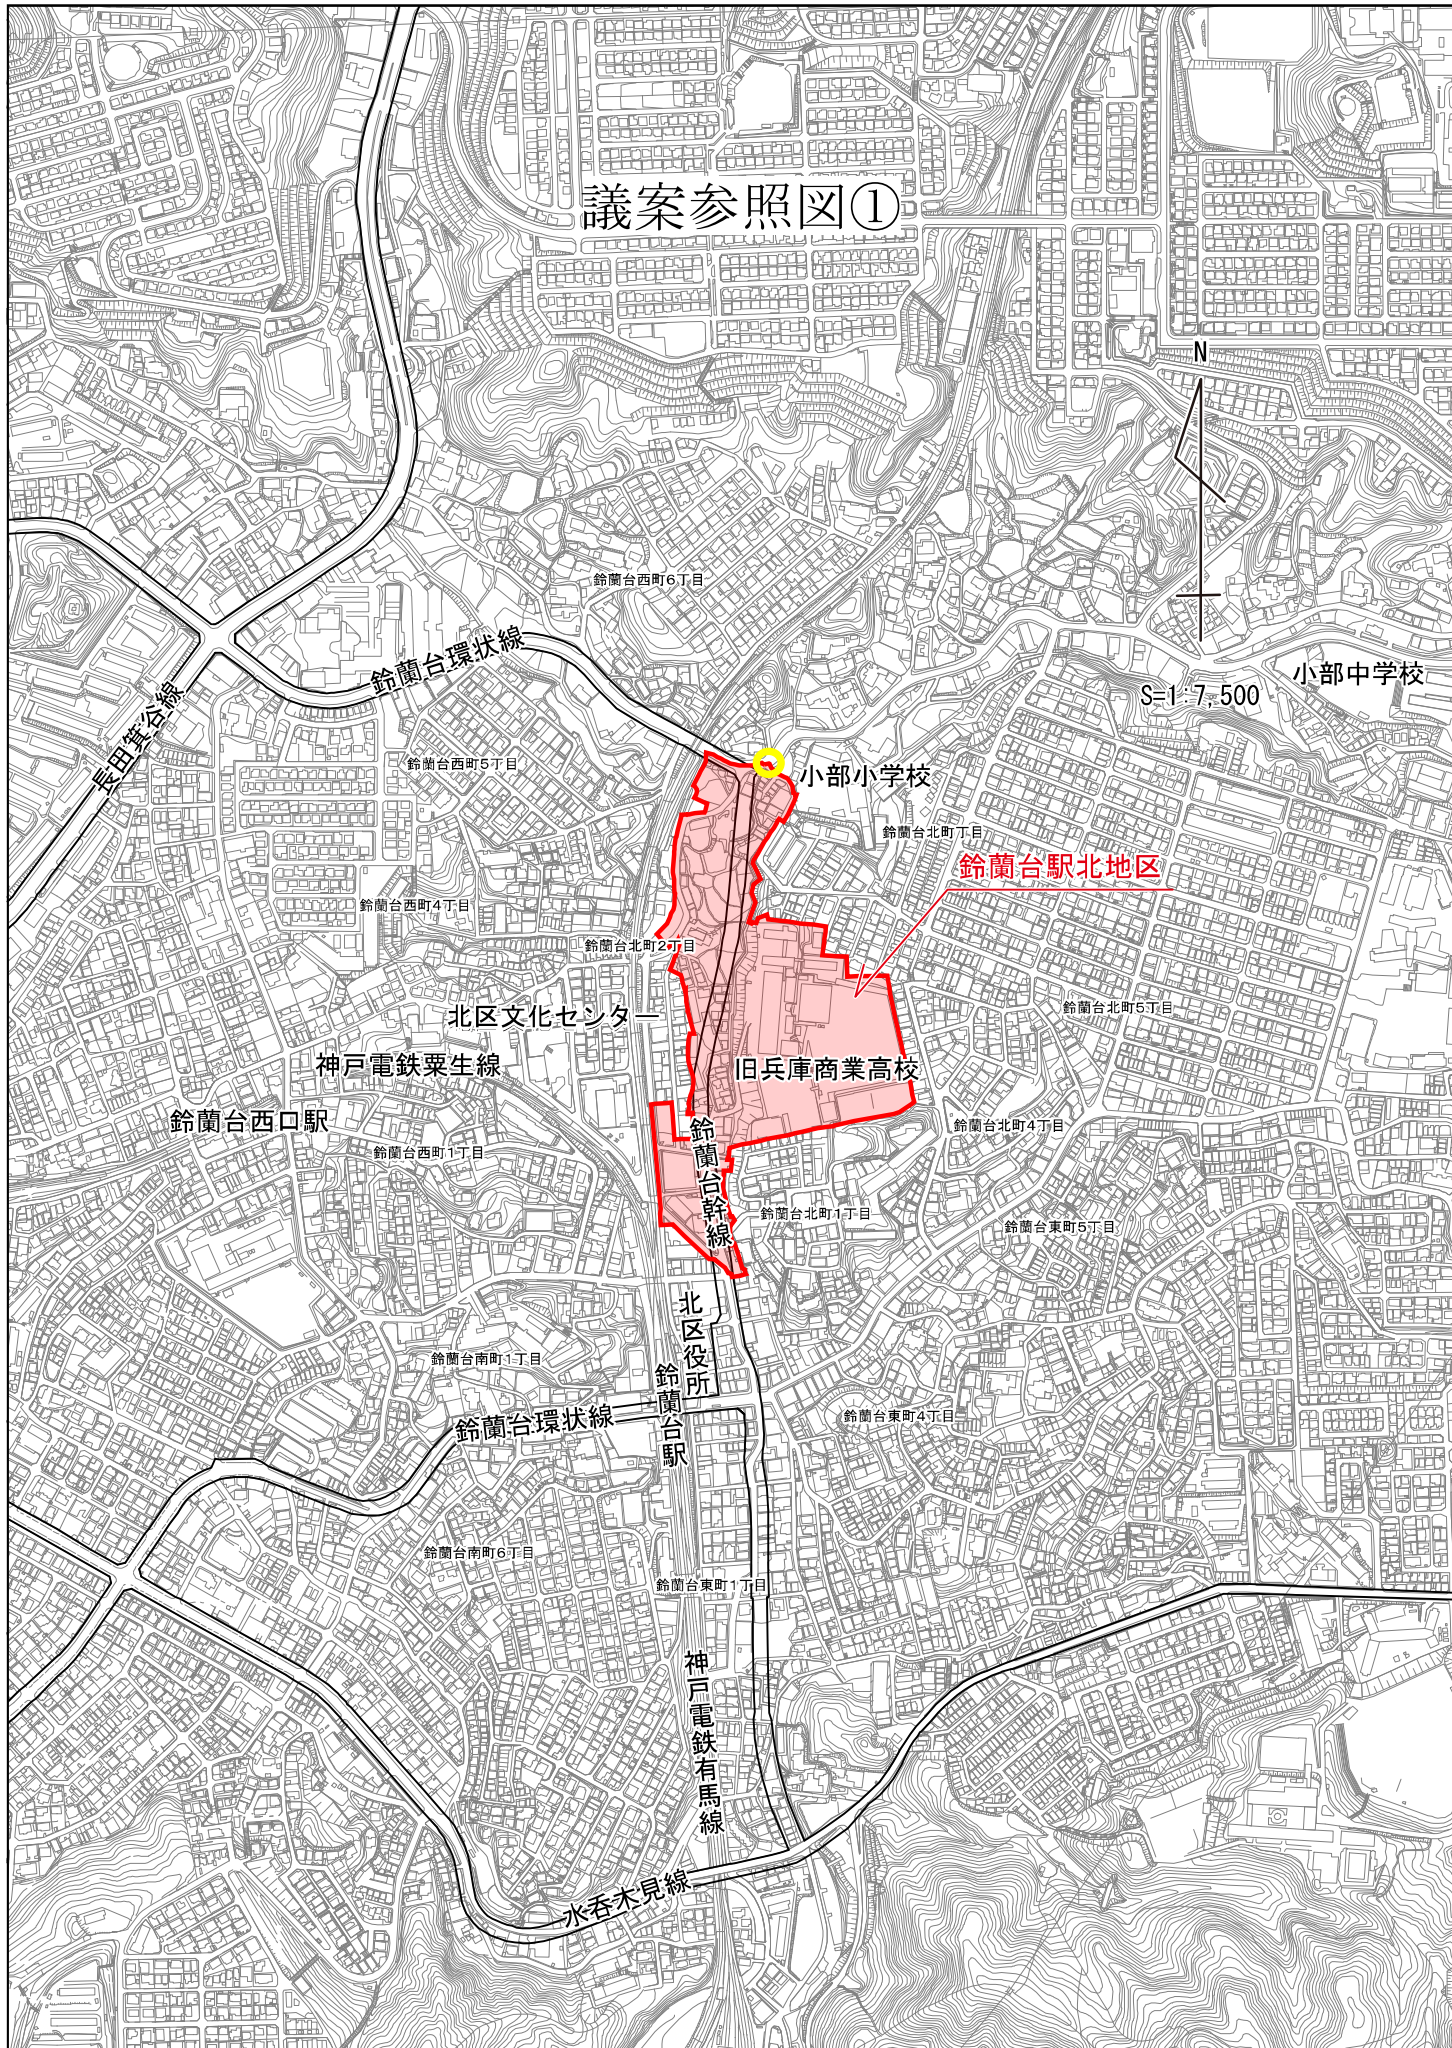 議案参照図①
N
S=1:7,500
鈴蘭台西町6丁目
鈴蘭台環状線
小部中学校
長田箕谷線
鈴蘭台西町5丁目
小部小学校
鈴蘭台北町丁目
鈴蘭台駅北地区
鈴蘭台西町4丁目
鈴蘭台北町2丁目
鈴蘭台北町5丁目
北区文化センター
神戸電鉄粟生線
旧兵庫商業高校
鈴蘭台西口駅
鈴蘭台北町4丁目
鈴蘭台西町1丁目
鈴蘭台幹線
鈴蘭台北町1丁目
鈴蘭台東町5丁目
北区役所
鈴蘭台南町1丁目
鈴蘭台駅
鈴蘭台環状線
鈴蘭台東町4丁目
鈴蘭台南町6丁目
鈴蘭台東町1丁目
神戸電鉄有馬線
水呑木見線